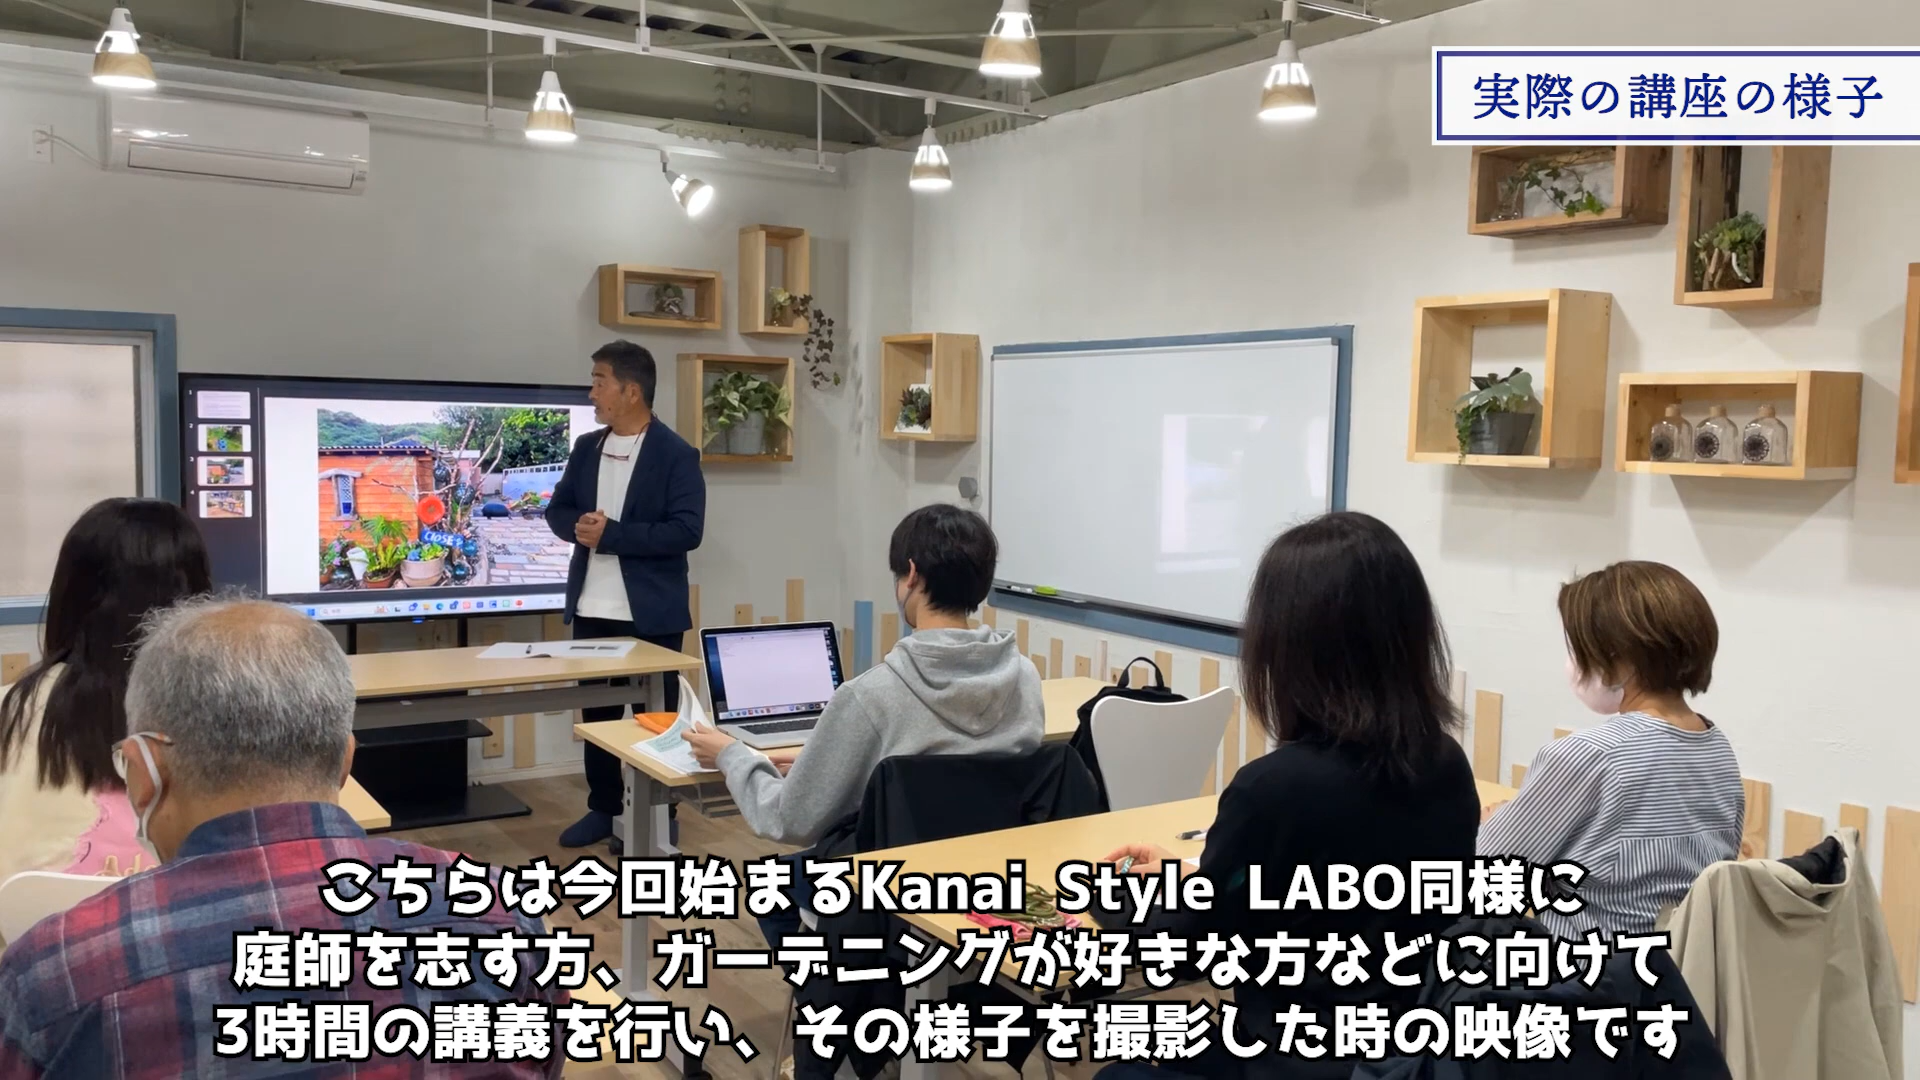 実際の講座の様子
CLOSE
こちらは今回始まるKanai Style LABO同様に
庭師を志す方、ガーデニングが好きな方などに向けて
3時間の講義を行い、その様子を撮影した時の映像です